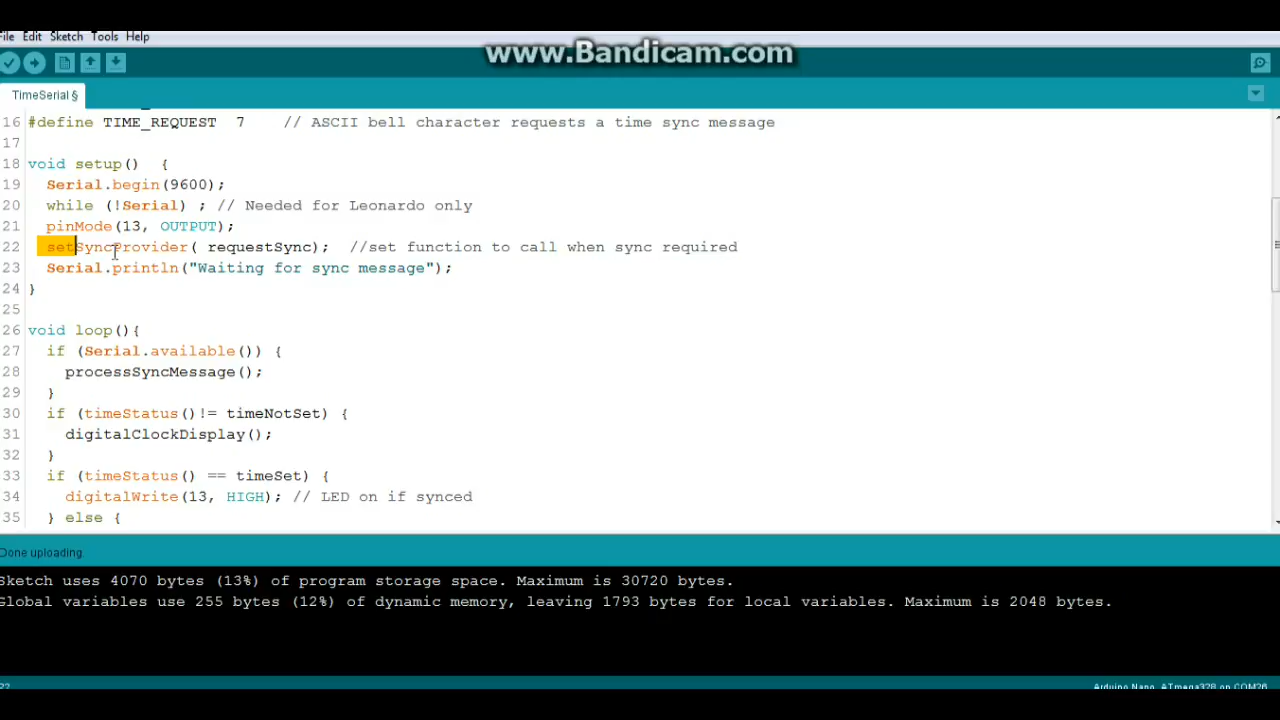 File Edit Sketch Tools Help
www.Bandicam.com
TimeSerial §
16 #define TIME_REQUEST  7    // ASCII bell character requests a time sync message
17
18 void setup()  {
19   Serial.begin(9600);
20   while (!Serial) ; // Needed for Leonardo only
21   pinMode(13, OUTPUT);
22   setSyncProvider( requestSync);  //set function to call when sync required
23   Serial.println("Waiting for sync message");
24 }
25
26 void loop(){
27   if (Serial.available()) {
28     processSyncMessage();
29   }
30   if (timeStatus()!= timeNotSet) {
31     digitalClockDisplay();
32   }
33   if (timeStatus() == timeSet) {
34     digitalWrite(13, HIGH); // LED on if synced
35   } else {
Done uploading.
Sketch uses 4070 bytes (13%) of program storage space. Maximum is 30720 bytes.
Global variables use 255 bytes (12%) of dynamic memory, leaving 1793 bytes for local variables. Maximum is 2048 bytes.
22
Arduino Nano, ATmega328 on COM26